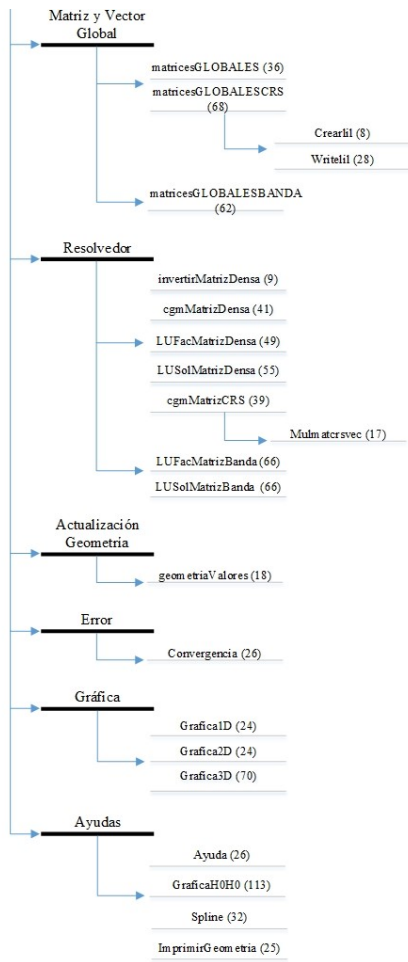 Matriz y Vector
Global
matricesGLOBALES (36)
matricesGLOBALESCRS
(68)
Crearlil (8)
Writelil (28)
matricesGLOBALESBANDA
(62)
Resolvedor
invertirMatrizDensa (9)
cgmMatrizDensa (41)
LUFacMatrizDensa (49)
LUSolMatrizDensa (55)
cgmMatrizCRS (39)
Mulmatcrsvec (17)
LUFacMatrizBanda (66)
LUSolMatrizBanda (66)
Actualización
Geometría
geometriaValores (18)
Error
Convergencia (26)
Gráfica
Grafica1D (24)
Grafica2D (24)
Grafica3D (70)
Ayudas
Ayuda (26)
GraficaH0H0 (113)
Spline (32)
ImprimirGeometria (25)